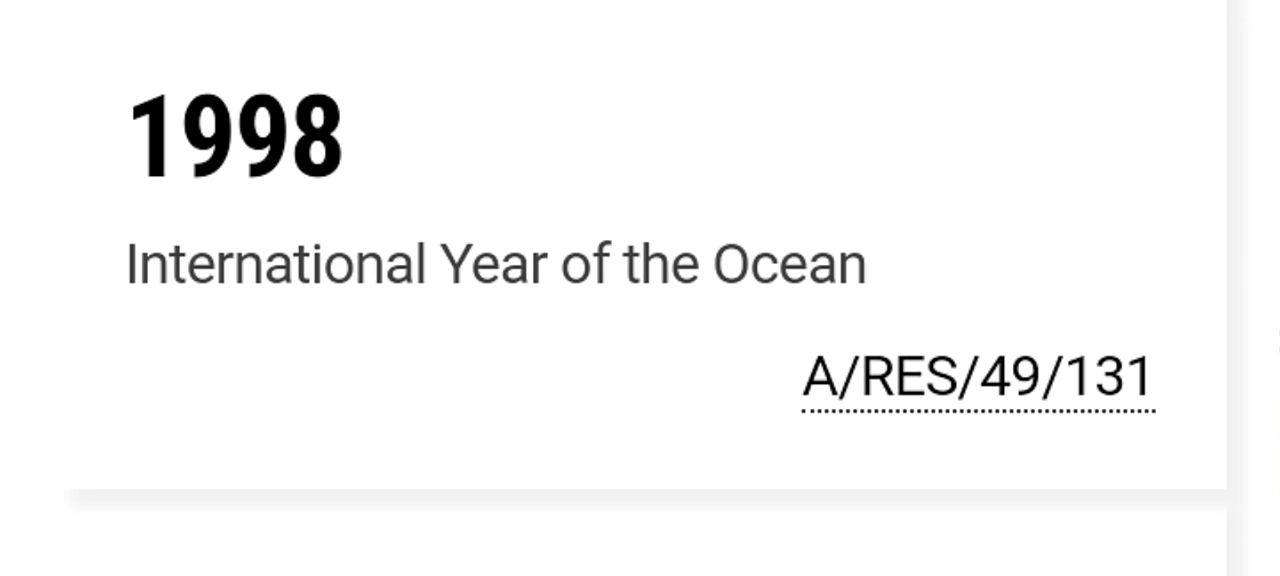 1998
International Year of the Ocean
A/RES/49/131